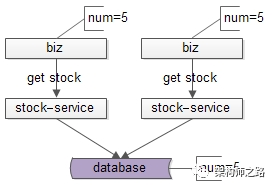 num=5 num=5
biz biz
get stock get stock
stock-service stock-service
database num=5
架构师之路